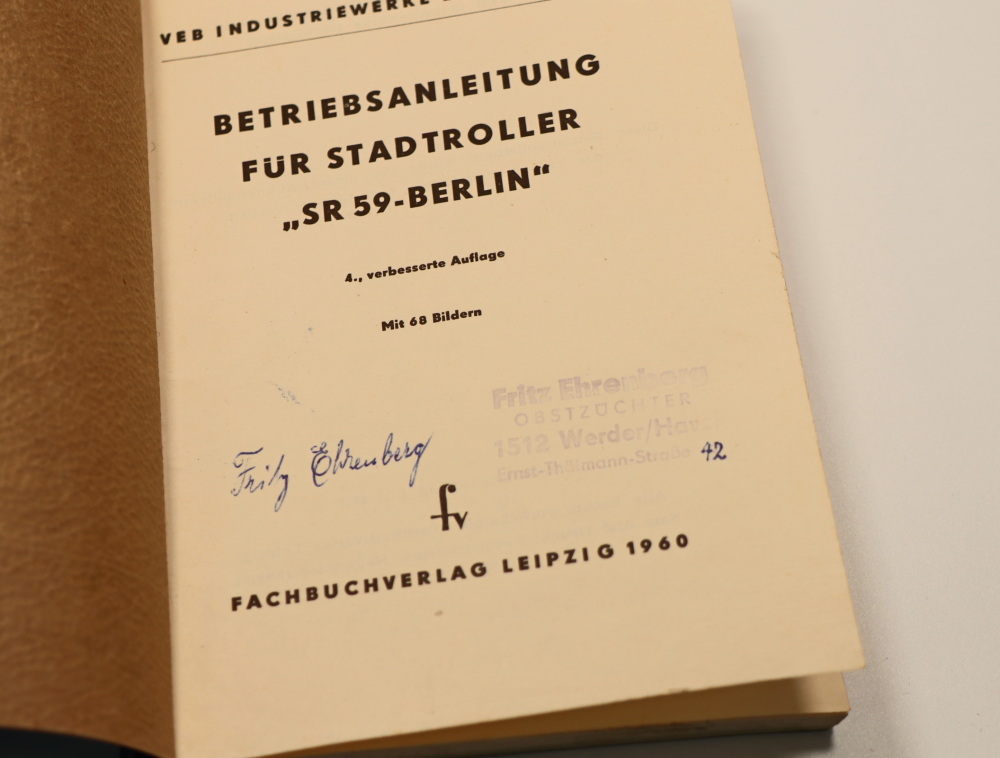 VEB INDUSTRIEWERKE
BETRIEBSANLEITUNG
FÜR STADTROLLER
„SR 59-BERLIN“
4., verbesserte Auflage
Mit 68 Bildern
Fritz Ehrenberg
OBSTZÜCHTER
1512 Werder/Hav.
Ernst-Thälmann-Straße 42
Fritz Ehrenberg
fv
FACHBUCHVERLAG LEIPZIG 1960